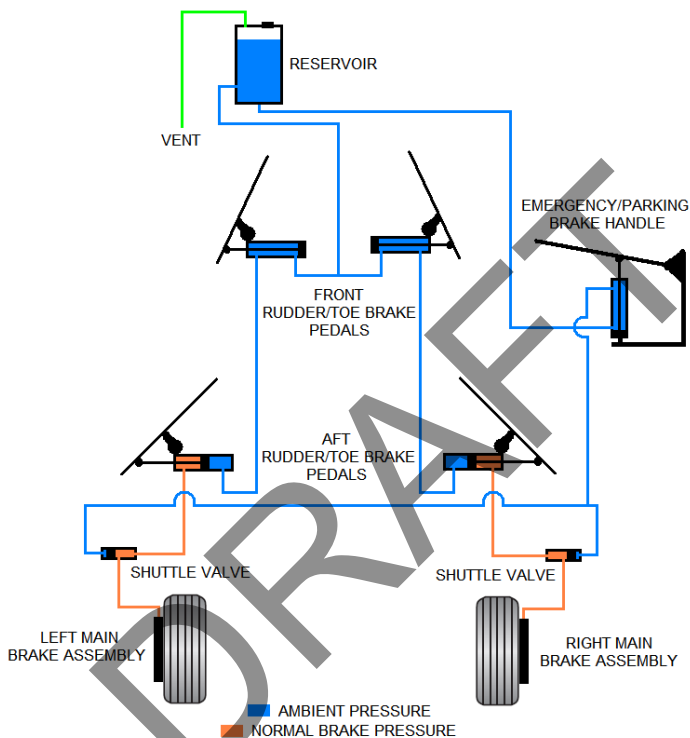 RESERVOIR
VENT
EMERGENCY/PARKING
BRAKE HANDLE
FRONT
RUDDER/TOE BRAKE
PEDALS
AFT
RUDDER/TOE BRAKE
PEDALS
SHUTTLE VALVE
SHUTTLE VALVE
LEFT MAIN
BRAKE ASSEMBLY
RIGHT MAIN
BRAKE ASSEMBLY
AMBIENT PRESSURE
NORMAL BRAKE PRESSURE
DRAFT